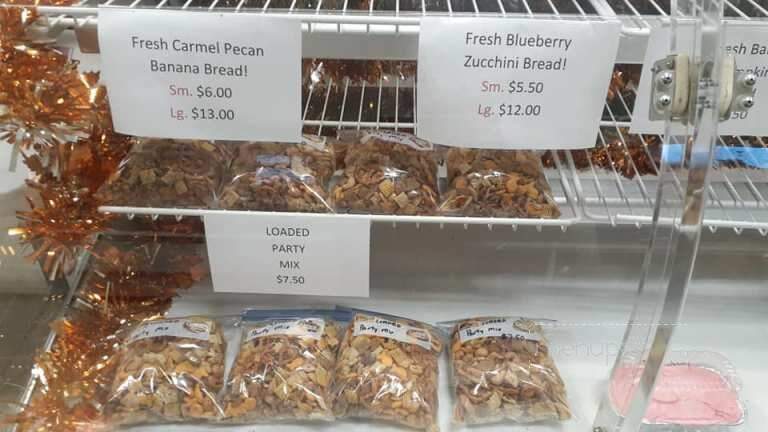 Fresh Carmel Pecan
Banana Bread!
Sm. $6.00
Lg. $13.00
Fresh Blueberry
Zucchini Bread!
Sm. $5.50
Lg. $12.00
LOADED
PARTY
MIX
$7.50
Party Mix
Party Mix
Party Mix